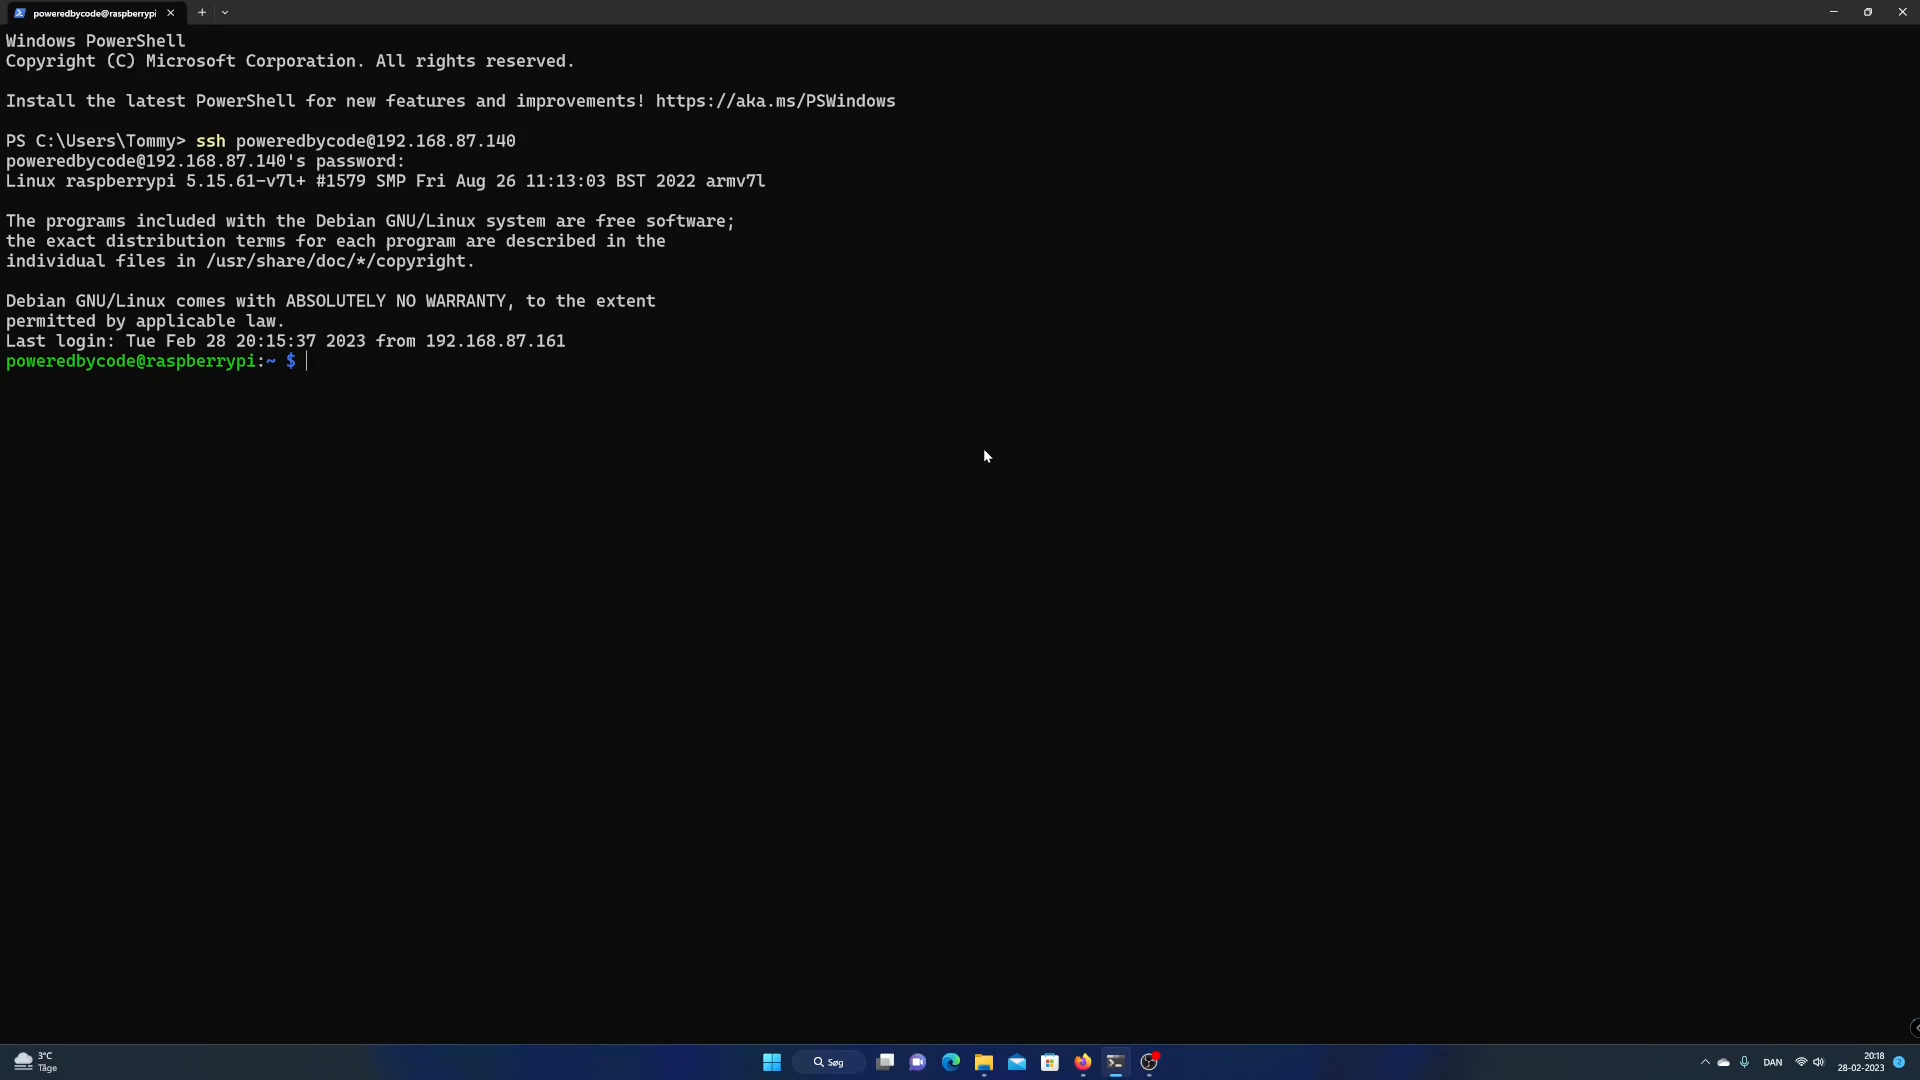 poweredbycode@raspberrypi
Windows PowerShell
Copyright (C) Microsoft Corporation. All rights reserved.
Install the latest PowerShell for new features and improvements! https://aka.ms/PSWindows
PS C:\Users\Tommy> ssh poweredbycode@192.168.87.140
poweredbycode@192.168.87.140's password:
Linux raspberrypi 5.15.61-v7l+ #1579 SMP Fri Aug 26 11:13:03 BST 2022 armv7l
The programs included with the Debian GNU/Linux system are free software;
the exact distribution terms for each program are described in the
individual files in /usr/share/doc/*/copyright.
Debian GNU/Linux comes with ABSOLUTELY NO WARRANTY, to the extent
permitted by applicable law.
Last login: Tue Feb 28 20:15:37 2023 from 192.168.87.161
poweredbycode@raspberrypi:~ $
3°C
Tåge
Søg
DAN
20:18
28-02-2023
2